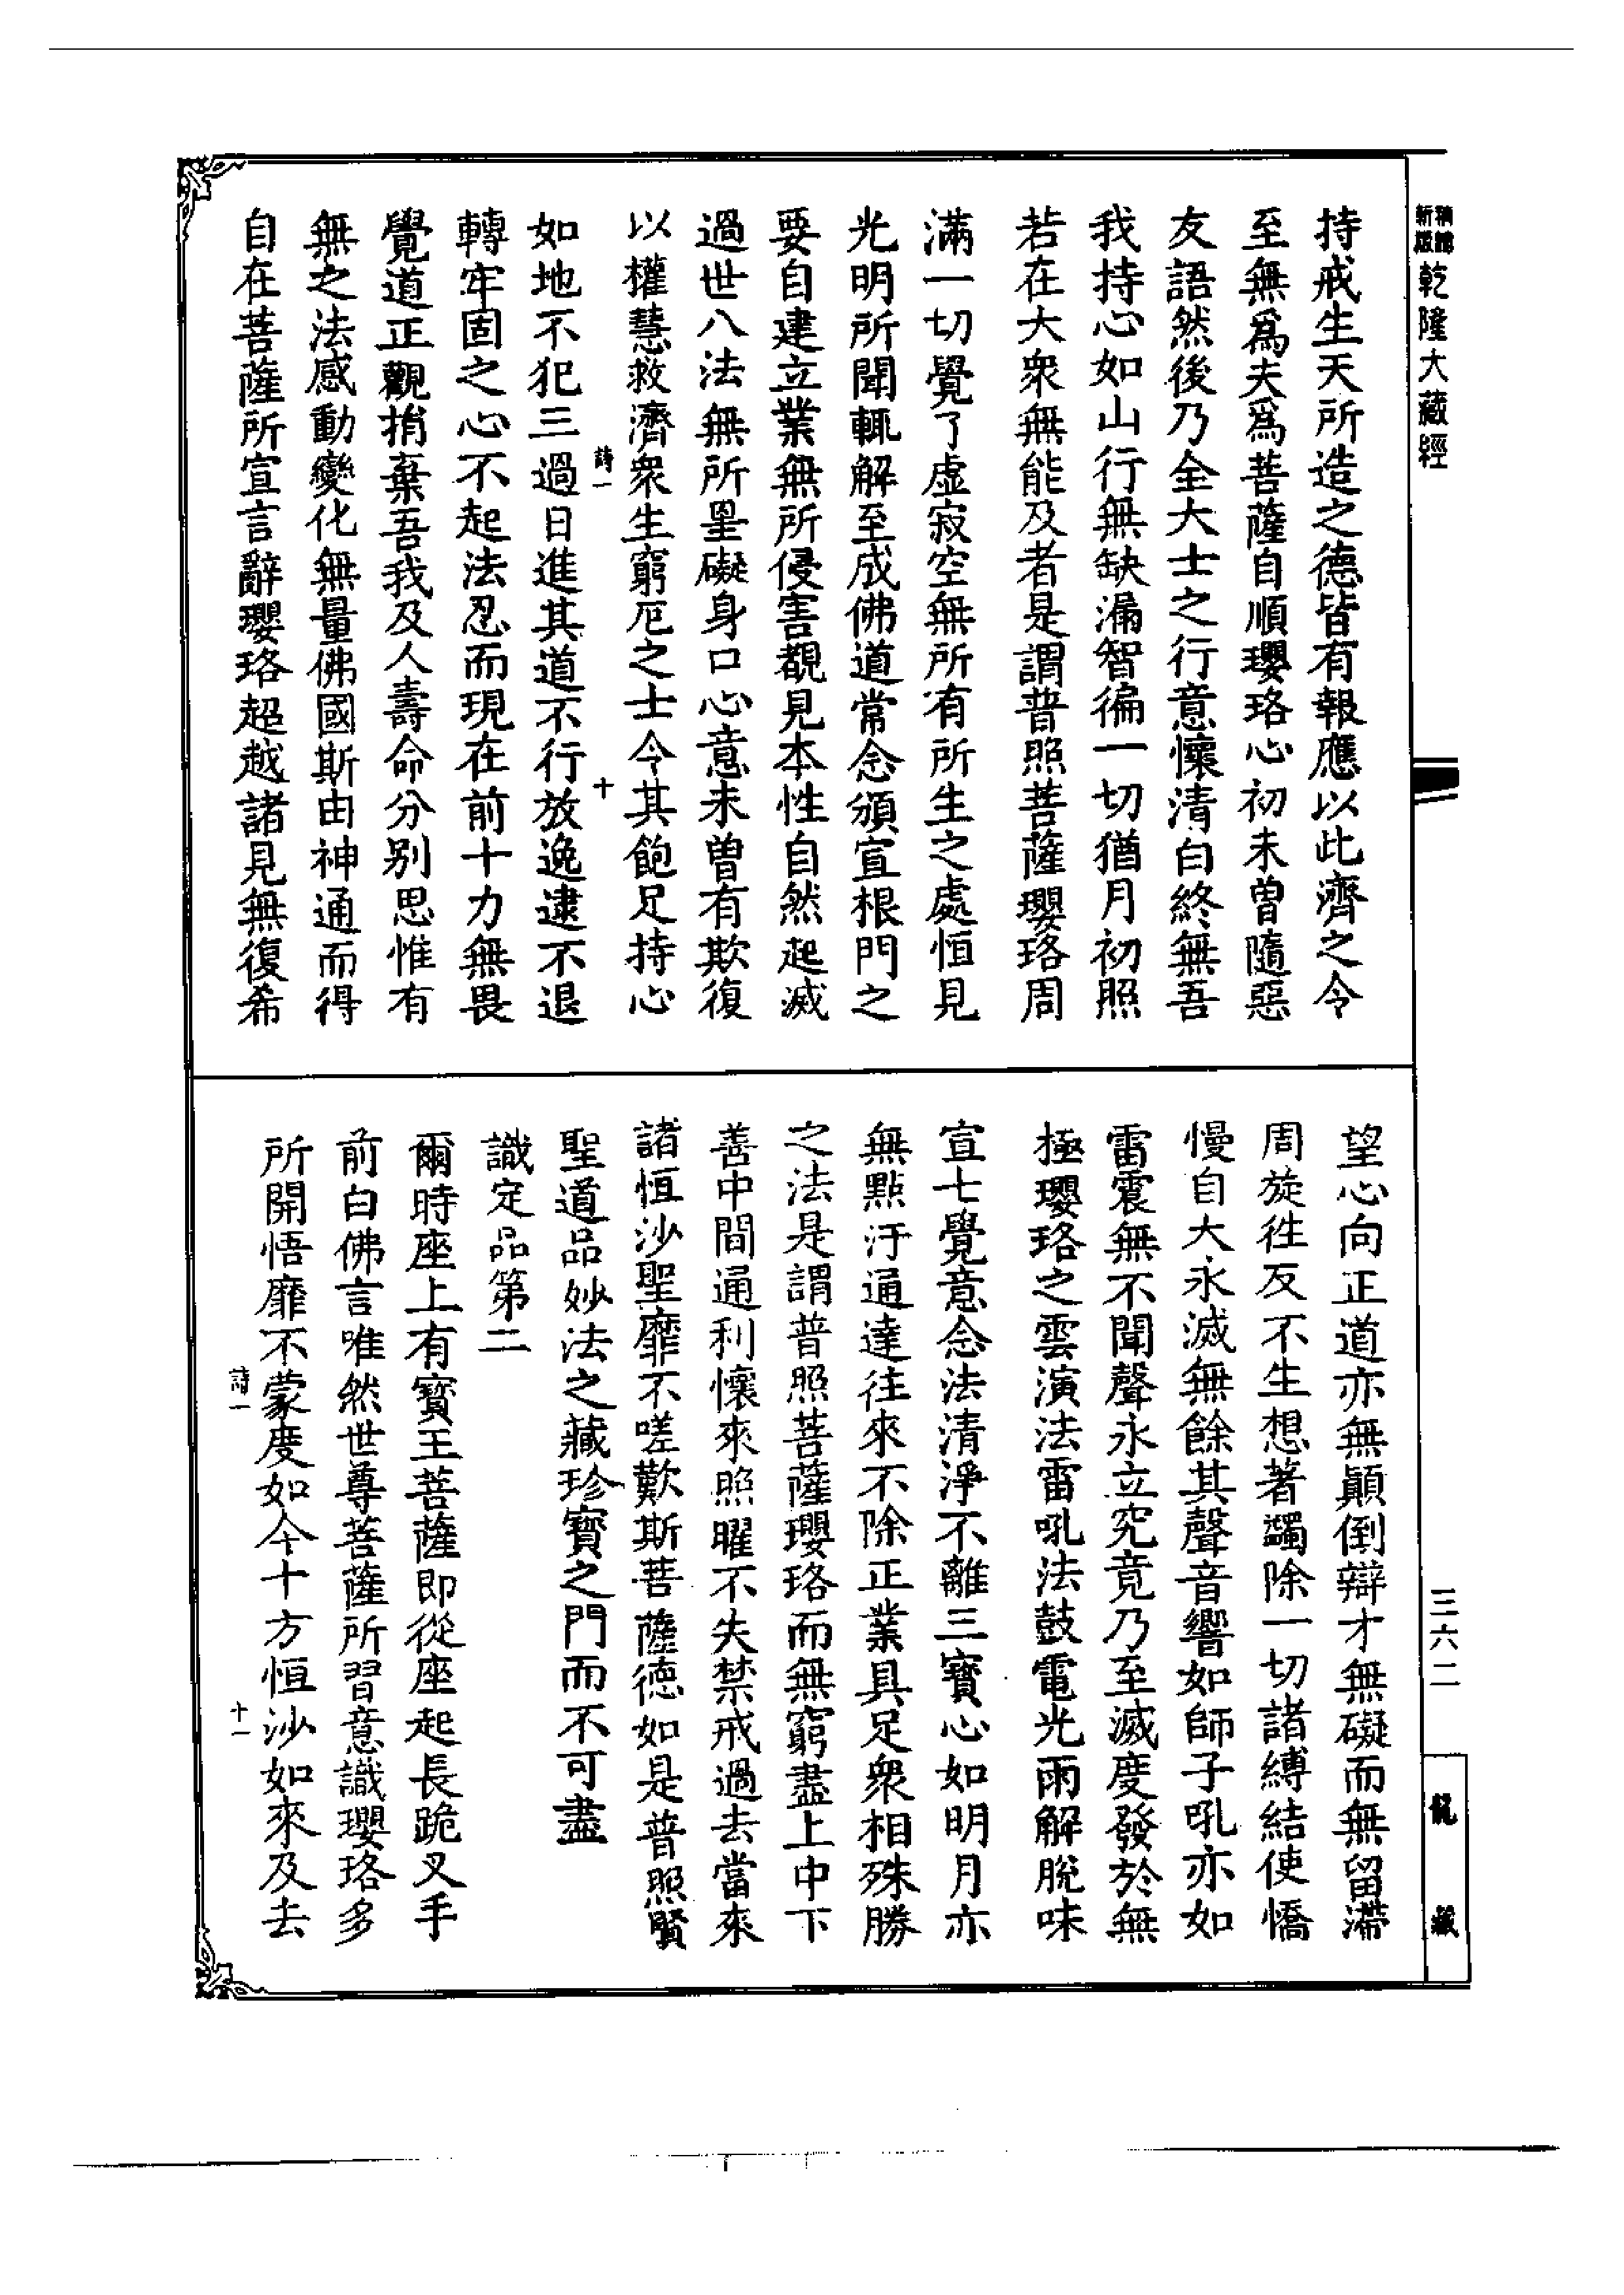 乾隆大藏經
持戒生天所造之德皆有報應以此濟之令
至無爲夫爲菩薩自順瓔珞心初未曽隨惡
友語然後乃全大士之行意懷清白終無吾
我持心如山行無缺漏智徧一切猶月初照
若在大衆無能及者是謂普照菩薩瓔珞周
滿一切覺了虛寂空無所有所生之處恒見
光明所聞輒解至成佛道常念頒宣根門之
要自建立業無所侵害覩見本性自然起滅
過世八法無所罣礙身口心意未曽有欺復
以權慧救濟衆生窮厄之士令其飽足持心
詩一
十
如地不犯三過日進其道不行放逸逮不退
轉牢固之心不起法忍而現在前十力無畏
覺道正觀捐棄吾我及人壽命分别思惟有
無之法感動變化無量佛國斯由神通而得
自在菩薩所宣言辭瓔珞超越諸見無復希
望心向正道亦無顚倒辯才無礙而無留滯
周旋徃反不生想著蠲除一切諸縛結使憍
慢自大永滅無餘其聲音響如師子吼亦如
雷震無不聞聲永立究竟乃至滅度發於無
極瓔珞之雲演法雷吼法鼓電光雨解脫味
宣七覺意念法清淨不離三寶心如明月亦
無點汙通達往來不除正業具足衆相殊勝
之法是謂普照菩薩瓔珞而無窮盡上中下
善中間通利懷來照曜不失禁戒過去當來
諸恒沙聖靡不嗟歎斯菩薩德如是普照賢
聖道品妙法之藏珍寶之門而不可盡
識定品第二
爾時座上有寶王菩薩即從座起長跪叉手
前白佛言唯然世尊菩薩所習意識瓔珞多
所開悟靡不蒙度如今十方恒沙如來及去
詩一
十一
三六二
龍藏